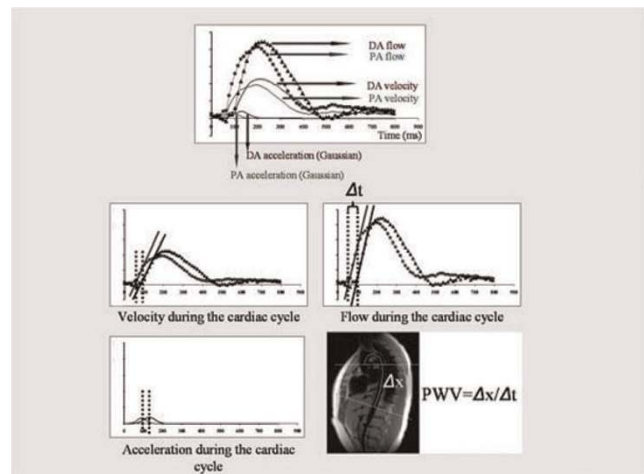 DA flow
PA flow
DA velocity
PA velocity
Time (ms)
DA acceleration (Gaussian)
PA acceleration (Gaussian)
Δt
Velocity during the cardiac cycle
Flow during the cardiac cycle
Δx
PWV=Δx/Δt
Acceleration during the cardiac
cycle